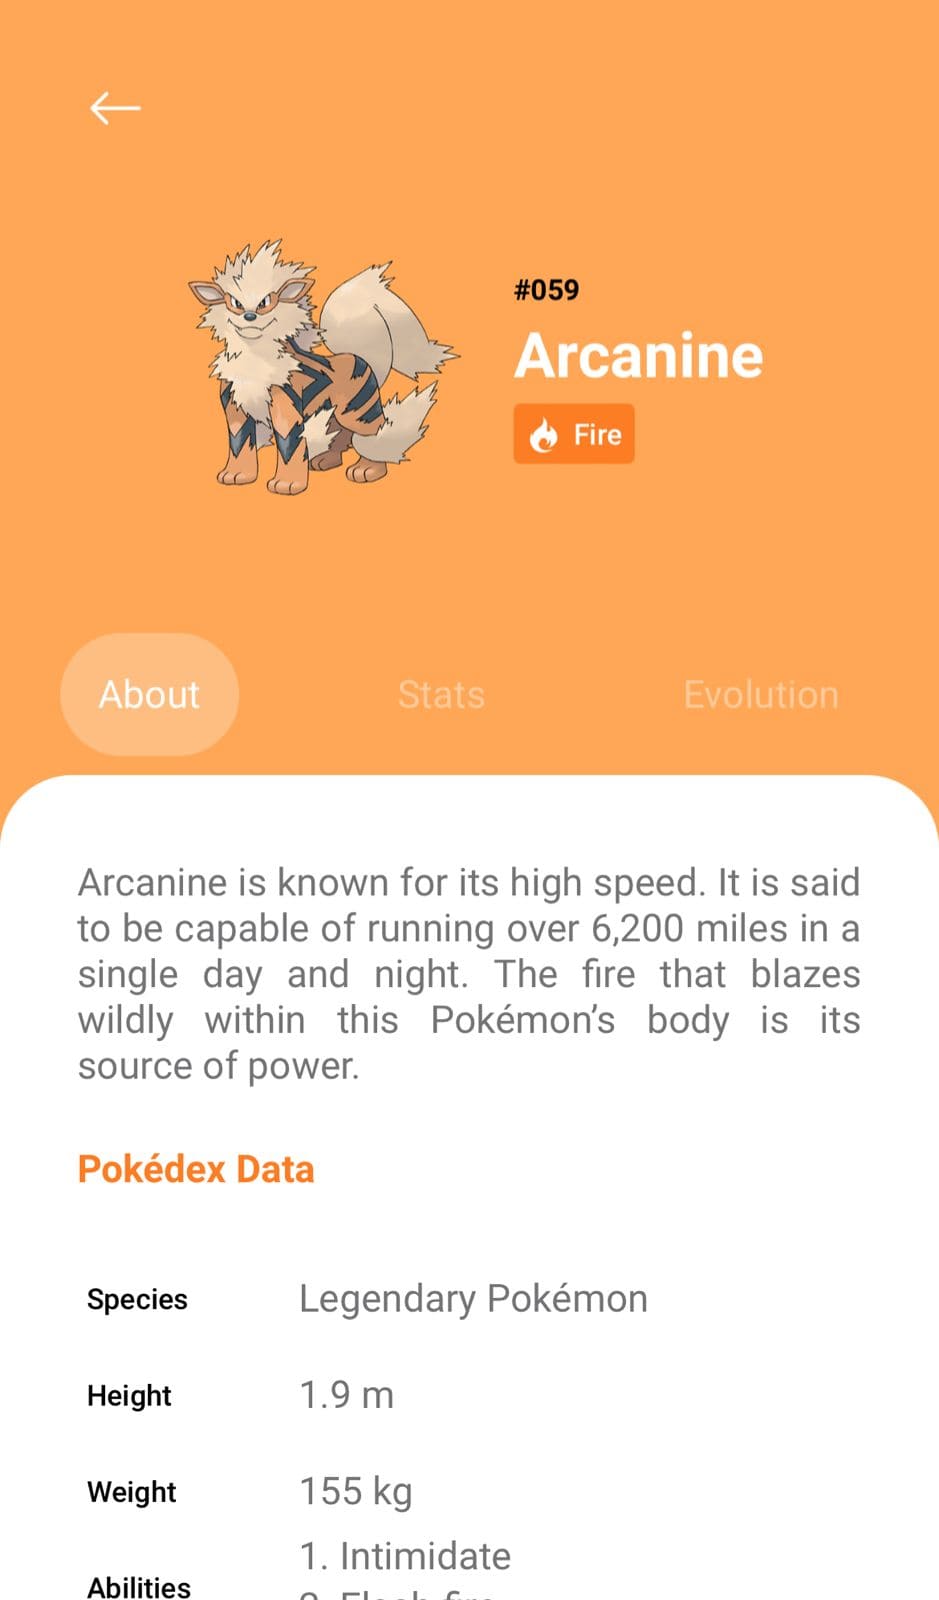 #059
Arcanine
Fire
About Stats Evolution
Arcanine is known for its high speed. It is said
to be capable of running over 6,200 miles in a
single day and night. The fire that blazes
wildly within this Pokémon's body is its
source of power.
Pokédex Data
Species Legendary Pokémon
Height 1.9 m
Weight 155 kg
1. Intimidate
Abilities